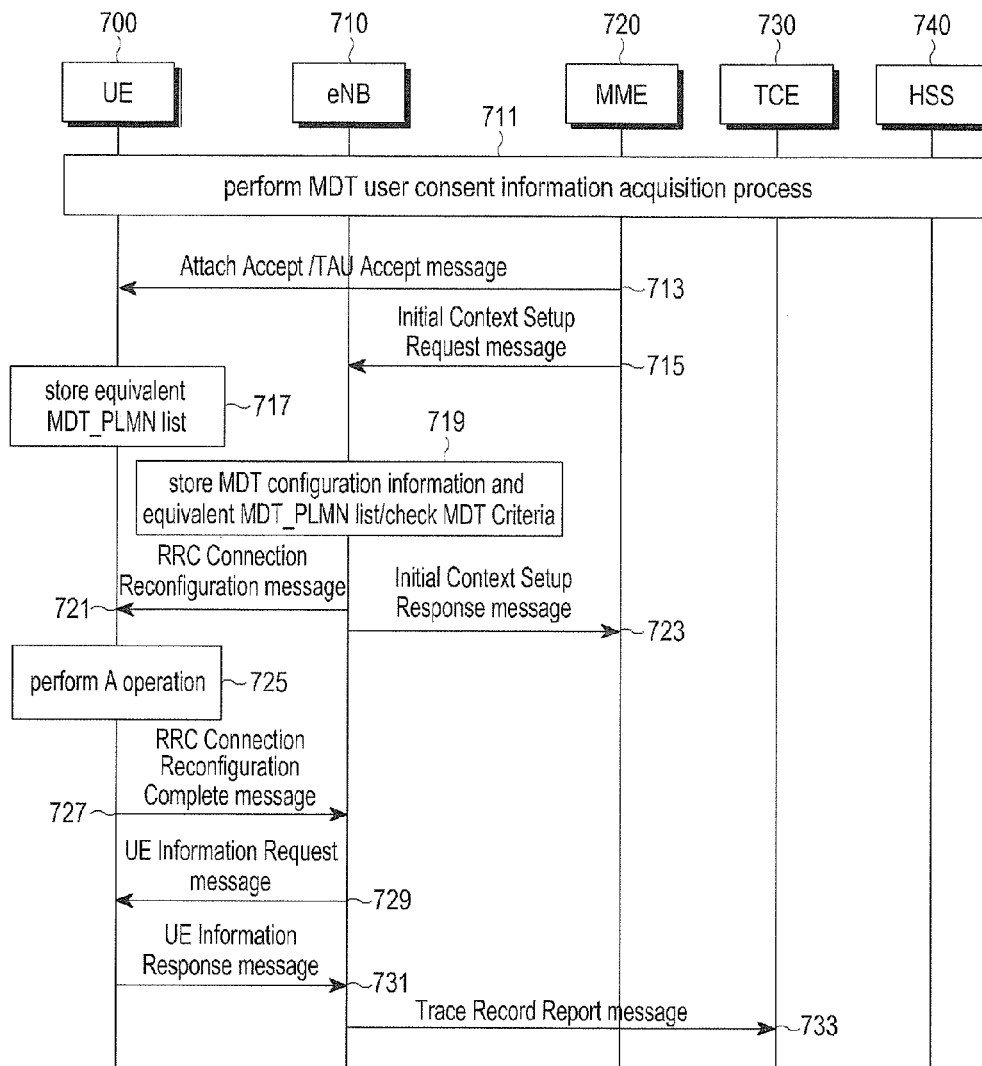 700
710
720
730
740
UE
eNB
MME
TCE
HSS
711
perform MDT user consent information acquisition process
Attach Accept /TAU Accept message
713
Initial Context Setup
Request message
715
store equivalent
MDT_PLMN list
717
719
store MDT configuration information and
equivalent MDT_PLMN list/check MDT Criteria
RRC Connection
Reconfiguration message
721
Initial Context Setup
Response message
723
perform A operation
725
RRC Connection
Reconfiguration
Complete message
727
UE Information Request
message
729
UE Information
Response message
731
Trace Record Report message
733